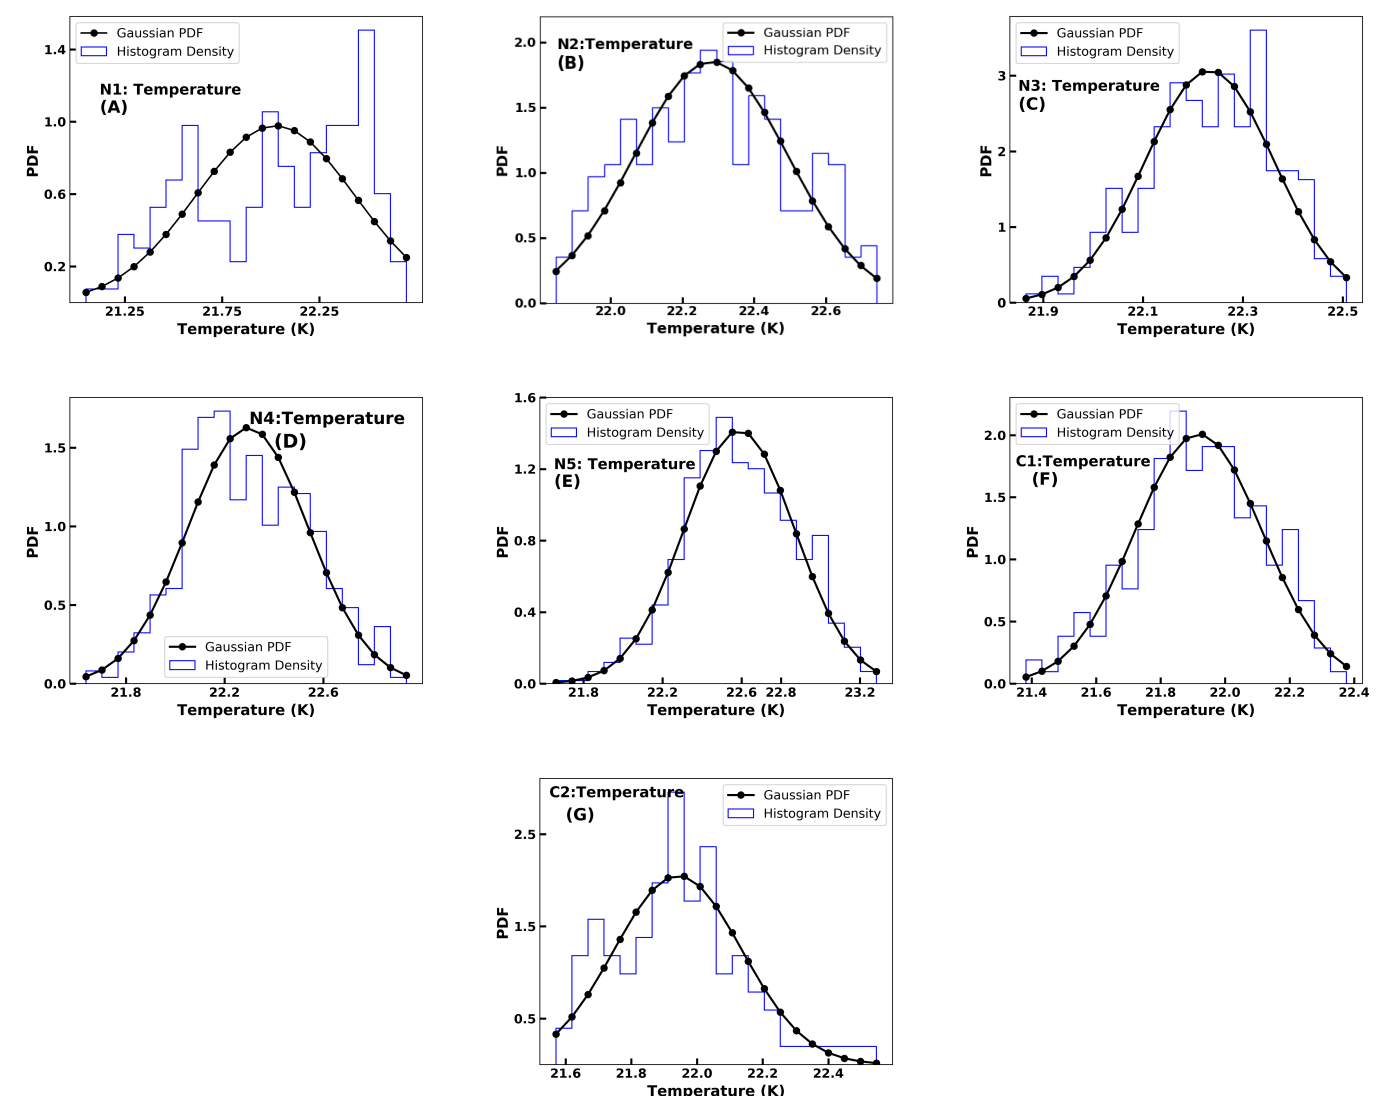 Gaussian PDF
Histogram Density
N1: Temperature
(A)
PDF
1.4
1.0
0.6
0.2
21.25 21.75 22.25
Temperature (K)
Gaussian PDF
Histogram Density
N2:Temperature
(B)
PDF
2.0
1.5
1.0
0.5
0.0
22.0 22.2 22.4 22.6
Temperature (K)
Gaussian PDF
Histogram Density
N3: Temperature
(C)
PDF
3
2
1
0
21.9 22.1 22.3 22.5
Temperature (K)
N4:Temperature
(D)
Gaussian PDF
Histogram Density
PDF
1.5
1.0
0.5
0.0
21.8 22.2 22.6
Temperature (K)
Gaussian PDF
Histogram Density
N5: Temperature
(E)
PDF
1.6
1.2
0.8
0.4
0.0
21.8 22.2 22.6 22.8 23.2
Temperature (K)
Gaussian PDF
Histogram Density
C1:Temperature
(F)
PDF
2.0
1.5
1.0
0.5
0.0
21.4 21.6 21.8 22.0 22.2 22.4
Temperature (K)
C2:Temperature
(G)
Gaussian PDF
Histogram Density
PDF
2.5
1.5
0.5
21.6 21.8 22.0 22.2 22.4
Temperature (K)